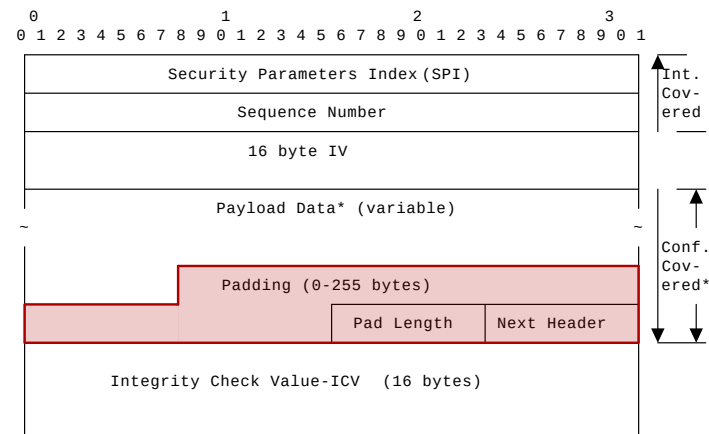 0 1 2 3
0 1 2 3 4 5 6 7 8 9 0 1 2 3 4 5 6 7 8 9 0 1 2 3 4 5 6 7 8 9 0 1
Security Parameters Index (SPI)
Int.
Cov-
ered
Sequence Number
16 byte IV
Payload Data* (variable)
~ ~
Conf.
Cov-
ered*
Padding (0-255 bytes)
Pad Length
Next Header
Integrity Check Value-ICV (16 bytes)